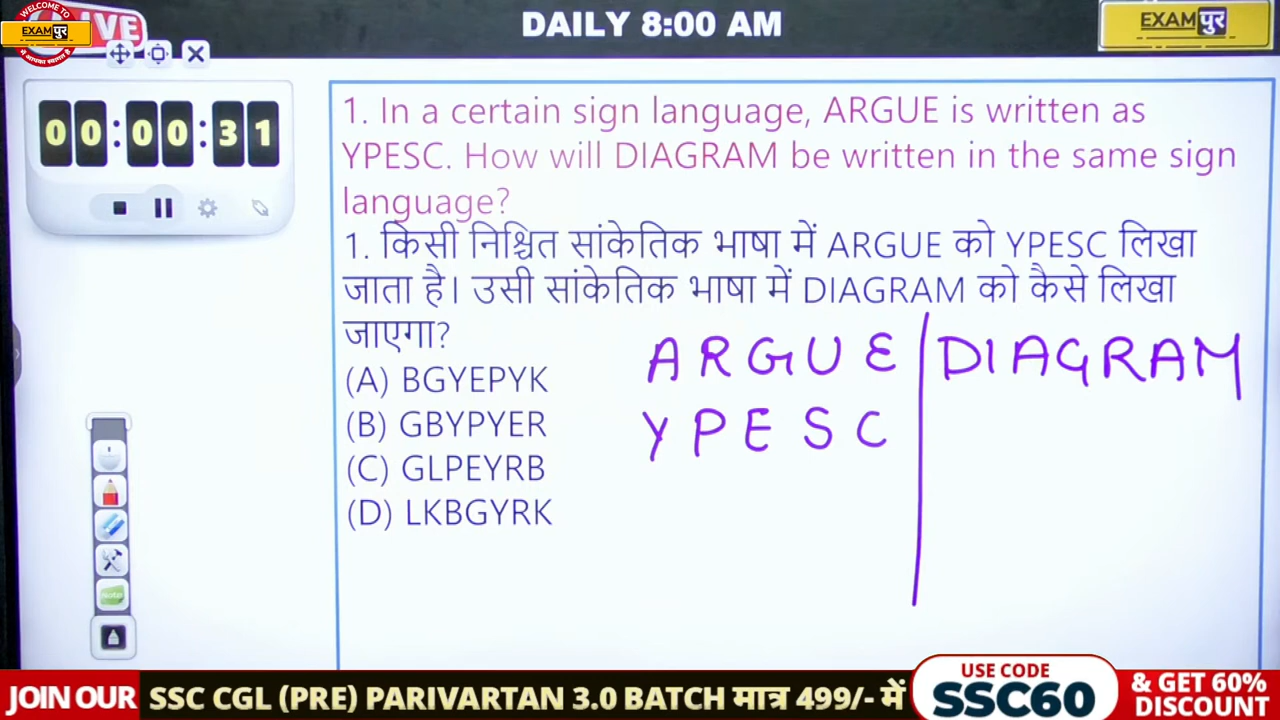 WELCOME TO
LIVE
EXAMपुर
में आपका स्वागत है
DAILY 8:00 AM
EXAMपुर
00:00:31
1. In a certain sign language, ARGUE is written as
YPESC. How will DIAGRAM be written in the same sign
language?
1. किसी निश्चित सांकेतिक भाषा में ARGUE को YPESC लिखा
जाता है। उसी सांकेतिक भाषा में DIAGRAM को कैसे लिखा
जाएगा?
(A) BGYEPYK
(B) GBYPYER
(C) GLPEYRB
(D) LKBGYRK
ARGUE DIAGRAM
YPESC
Note
JOIN OUR SSC CGL (PRE) PARIVARTAN 3.0 BATCH मात्र 499/- में
USE CODE
SSC60
& GET 60%
DISCOUNT